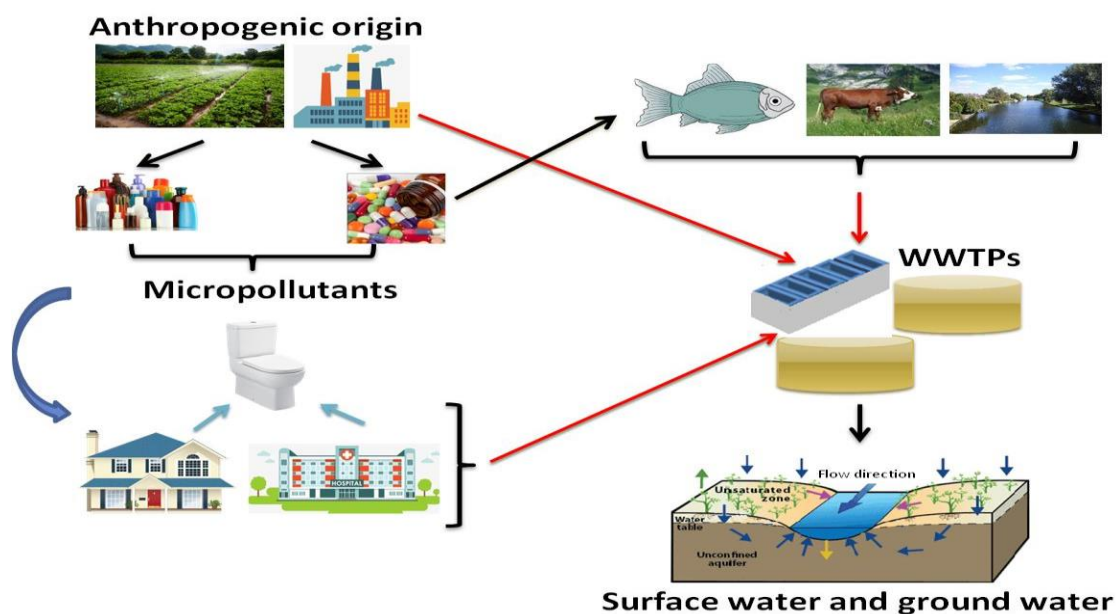 Anthropogenic origin
Micropollutants
WWTPs
HOSPITAL
Flow direction
Unsaturated
zone
Water
table
Unconfined
aquifer
Surface water and ground water